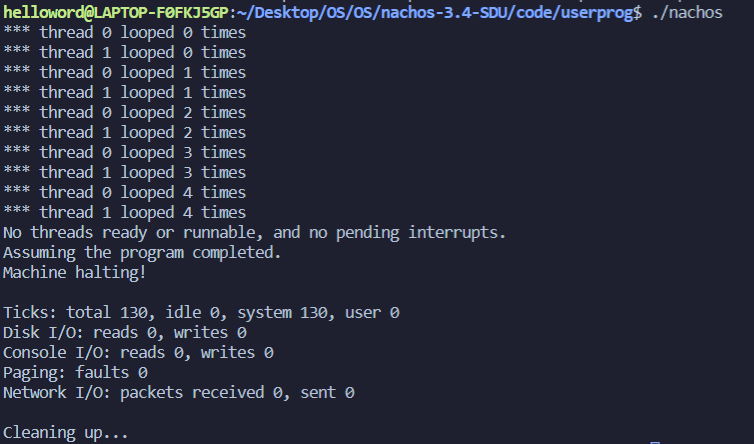 helloword@LAPTOP-F0FKJ5GP:~/Desktop/OS/OS/nachos-3.4-SDU/code/userprog$ ./nachos
*** thread 0 looped 0 times
*** thread 1 looped 0 times
*** thread 0 looped 1 times
*** thread 1 looped 1 times
*** thread 0 looped 2 times
*** thread 1 looped 2 times
*** thread 0 looped 3 times
*** thread 1 looped 3 times
*** thread 0 looped 4 times
*** thread 1 looped 4 times
No threads ready or runnable, and no pending interrupts.
Assuming the program completed.
Machine halting!

Ticks: total 130, idle 0, system 130, user 0
Disk I/O: reads 0, writes 0
Console I/O: reads 0, writes 0
Paging: faults 0
Network I/O: packets received 0, sent 0

Cleaning up...